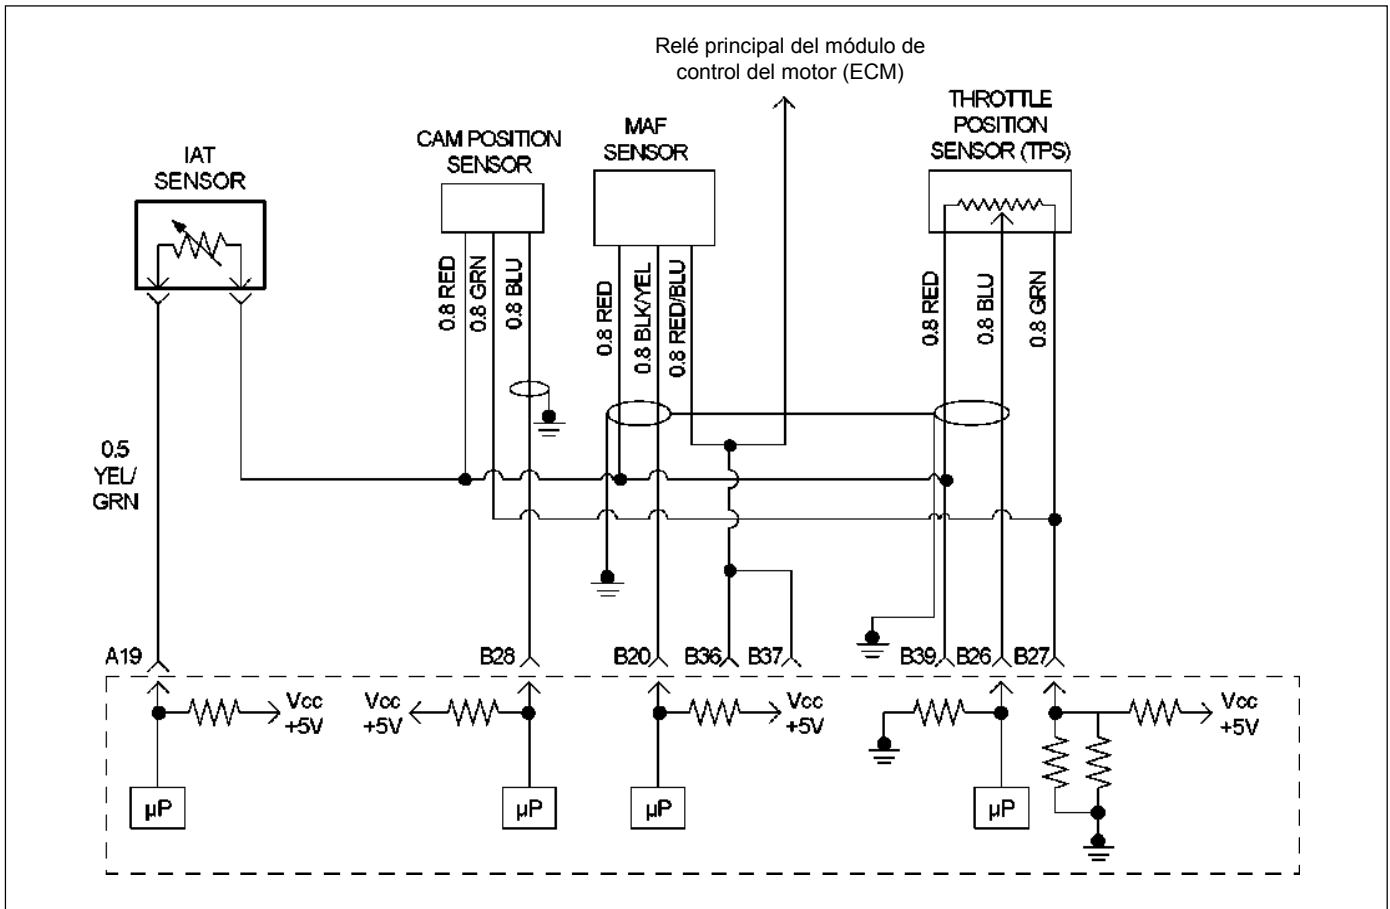 Relé principal del módulo de
control del motor (ECM)
THROTTLE
POSITION
SENSOR (TPS)
MAF
SENSOR
CAM POSITION
SENSOR
IAT
SENSOR
0.8 RED
0.8 GRN
0.8 BLU
0.8 RED
0.8 BLK/YEL
0.8 RED/BLU
0.8 RED
0.8 BLU
0.8 GRN
0.5
YEL/
GRN
A19
B28
B20
B36
B37
B39
B26
B27
Vcc
+5V
Vcc
+5V
Vcc
+5V
Vcc
+5V
µP
µP
µP
µP